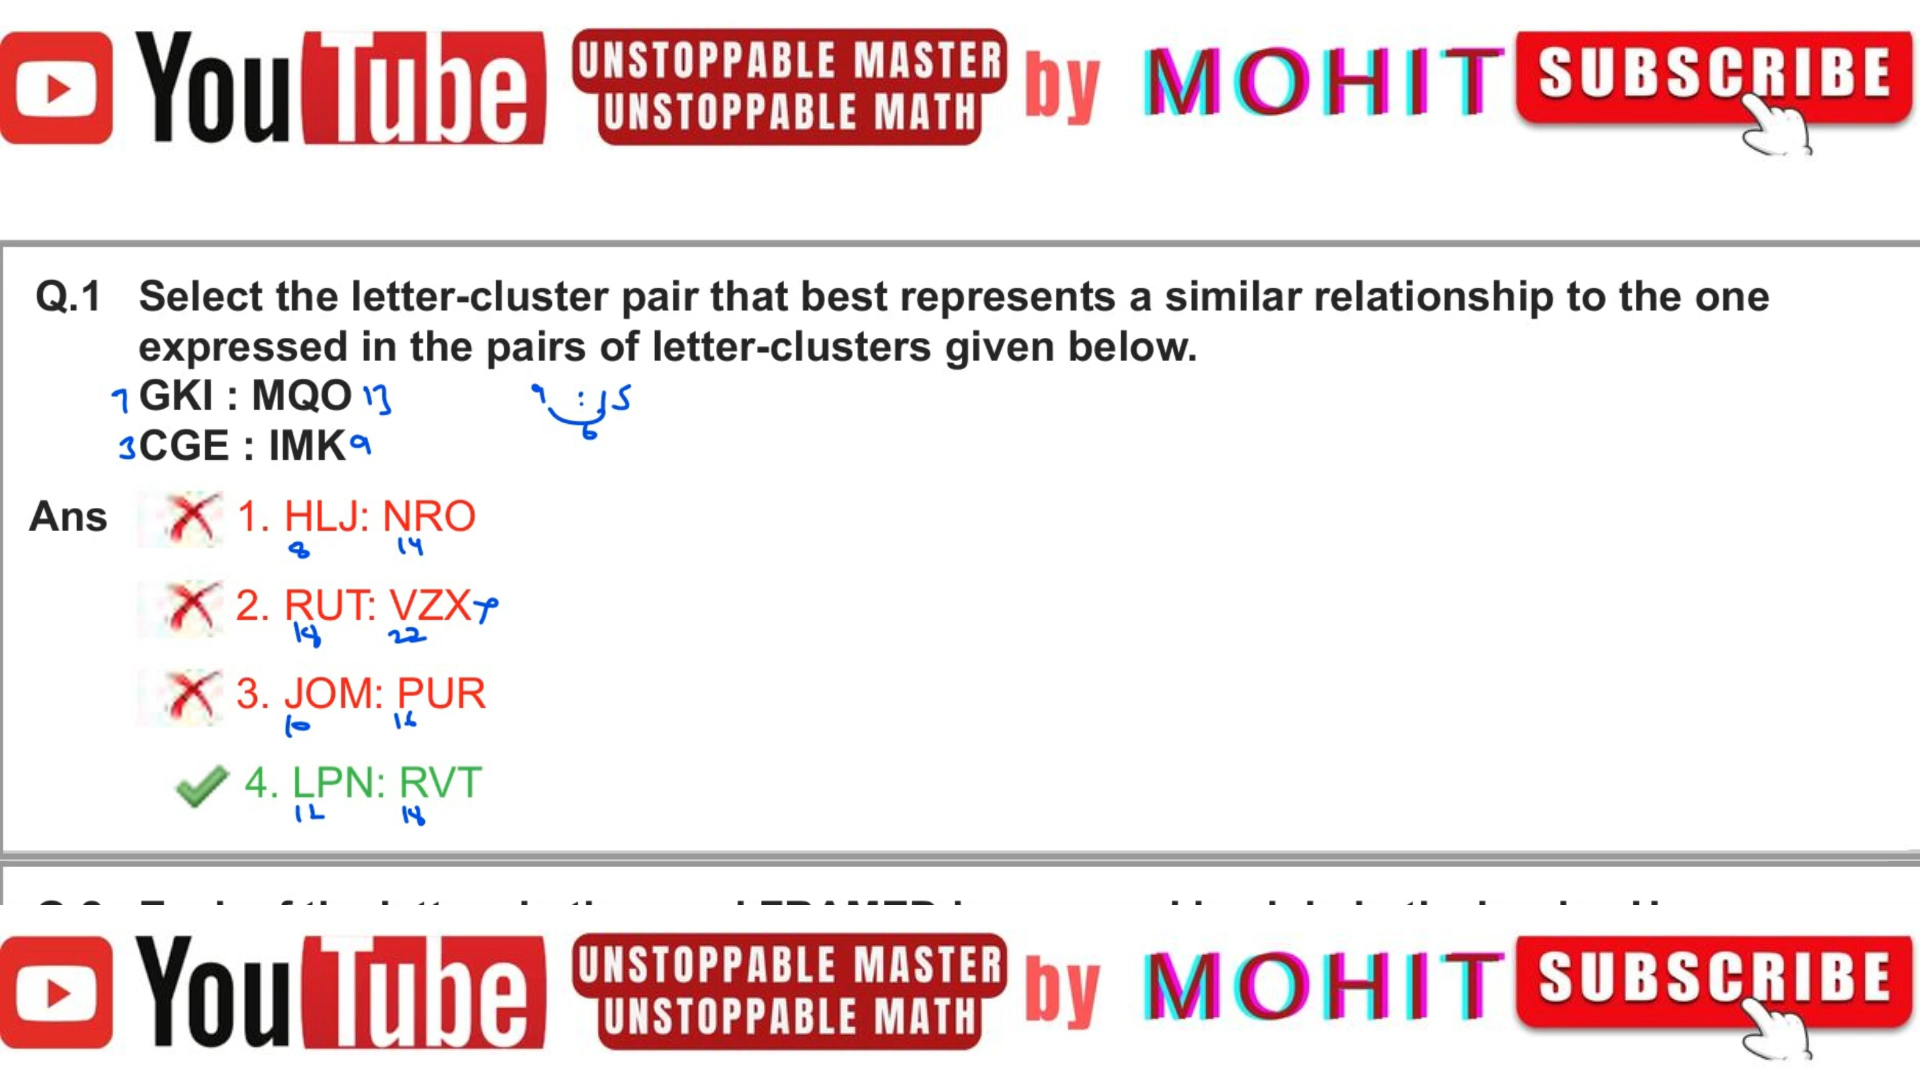 YouTube UNSTOPPABLE MASTER by MOHIT SUBSCRIBE
UNSTOPPABLE MATH
Q.1 Select the letter-cluster pair that best represents a similar relationship to the one
expressed in the pairs of letter-clusters given below.
7 GKI : MQO 13 9 : 15
6
3 CGE : IMK 9
Ans 1. HLJ: NRO
8 14
2. RUT: VZX
18 22
3. JOM: PUR
10 16
4. LPN: RVT
12 18
YouTube UNSTOPPABLE MASTER by MOHIT SUBSCRIBE
UNSTOPPABLE MATH